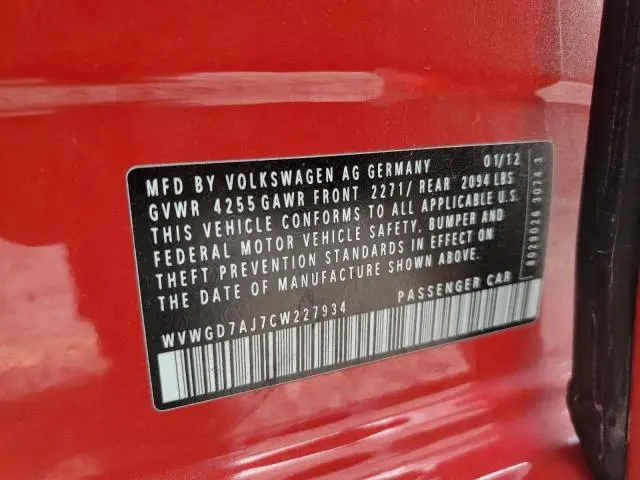 MFD BY VOLKSWAGEN AG GERMANY 01/12
GVWR 4255 GAWR FRONT 2271/ REAR 2094 LBS
THIS VEHICLE CONFORMS TO ALL APPLICABLE U.S.
FEDERAL MOTOR VEHICLE SAFETY, BUMPER AND
THEFT PREVENTION STANDARDS IN EFFECT ON
THE DATE OF MANUFACTURE SHOWN ABOVE.
WVWGD7AJ7CW227934 PASSENGER CAR
3074 3